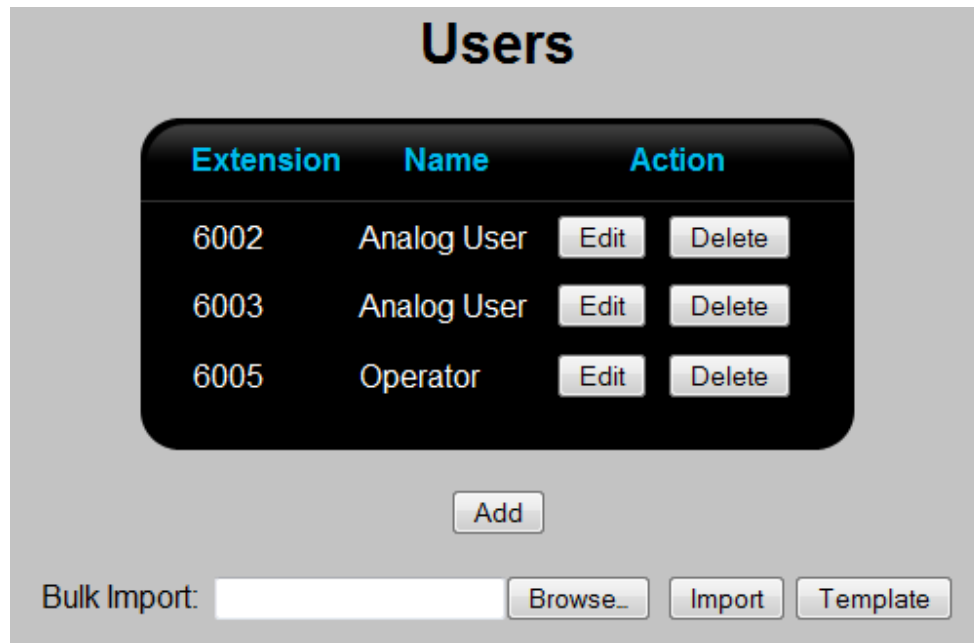 Users
Extension Name Action
6002 Analog User Edit Delete
6003 Analog User Edit Delete
6005 Operator Edit Delete
Add
Bulk Import: Browse... Import Template